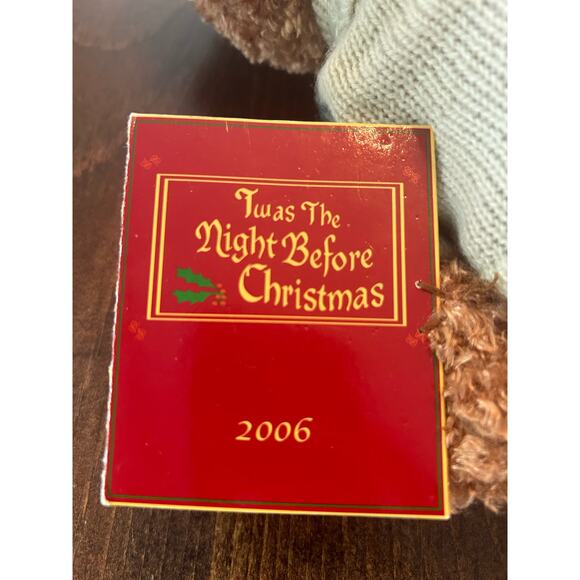 Twas The
Night Before
Christmas
2006